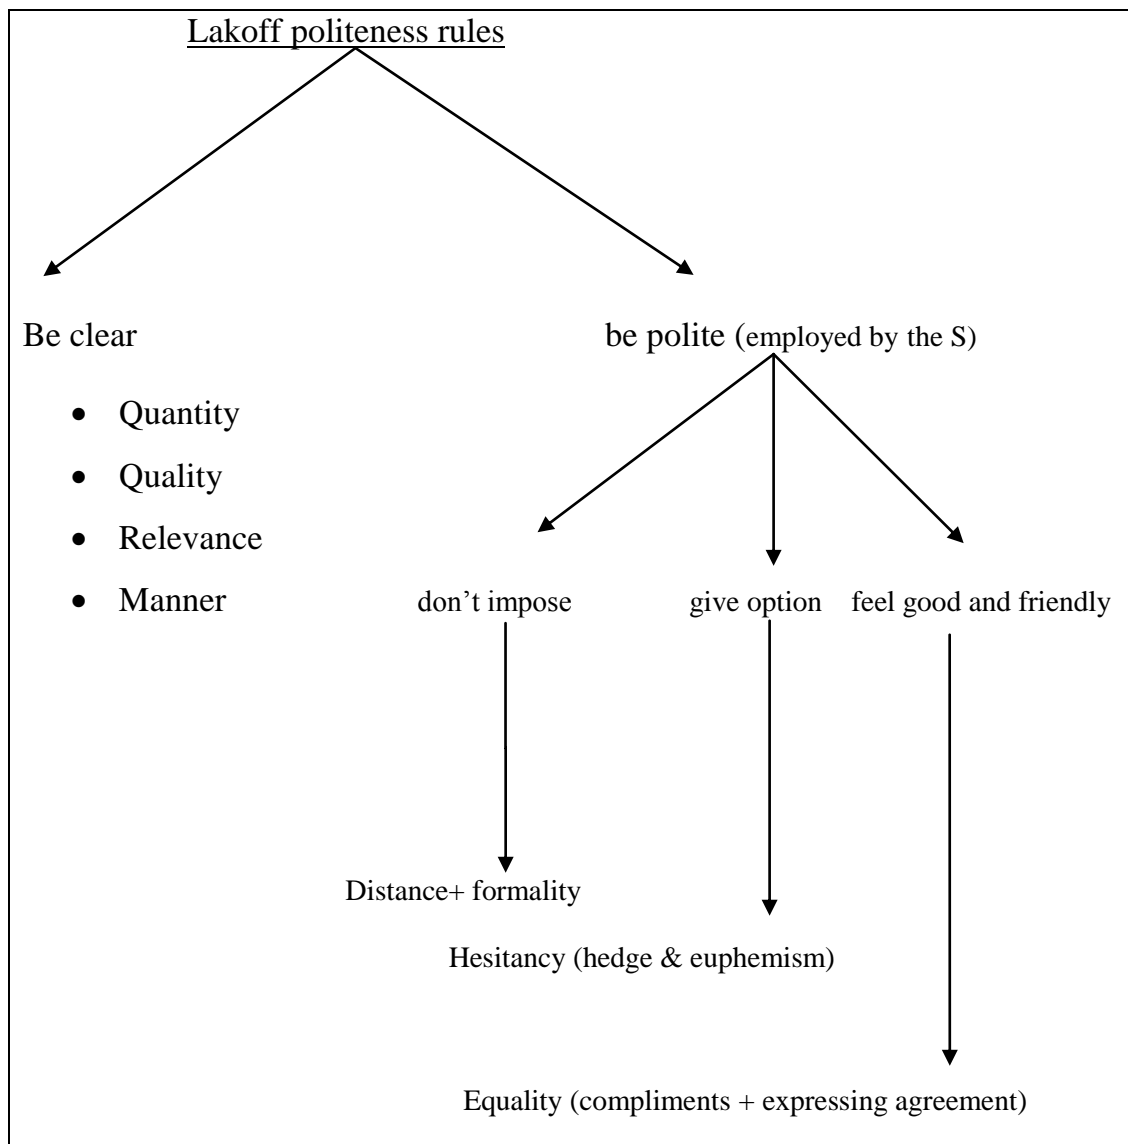 Lakoff politeness rules
Be clear
be polite (employed by the S)
• Quantity
• Quality
• Relevance
• Manner
don’t impose
give option
feel good and friendly
Distance+ formality
Hesitancy (hedge & euphemism)
Equality (compliments + expressing agreement)